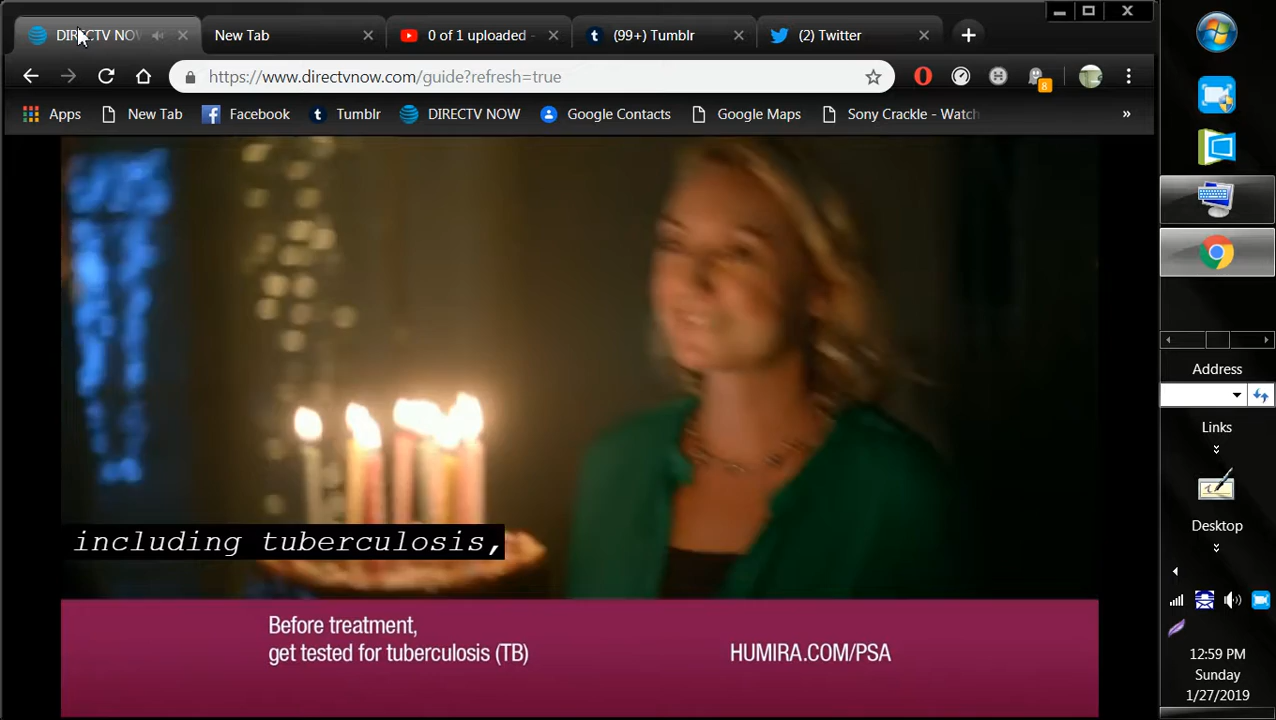 DIRECTV NOW
New Tab
0 of 1 uploaded -
(99+) Tumblr
(2) Twitter
https://www.directvnow.com/guide?refresh=true
8
Apps
New Tab
Facebook
Tumblr
DIRECTV NOW
Google Contacts
Google Maps
Sony Crackle - Watch
»
including tuberculosis,
Before treatment,
get tested for tuberculosis (TB)
HUMIRA.COM/PSA
Address
Links
Desktop
12:59 PM
Sunday
1/27/2019